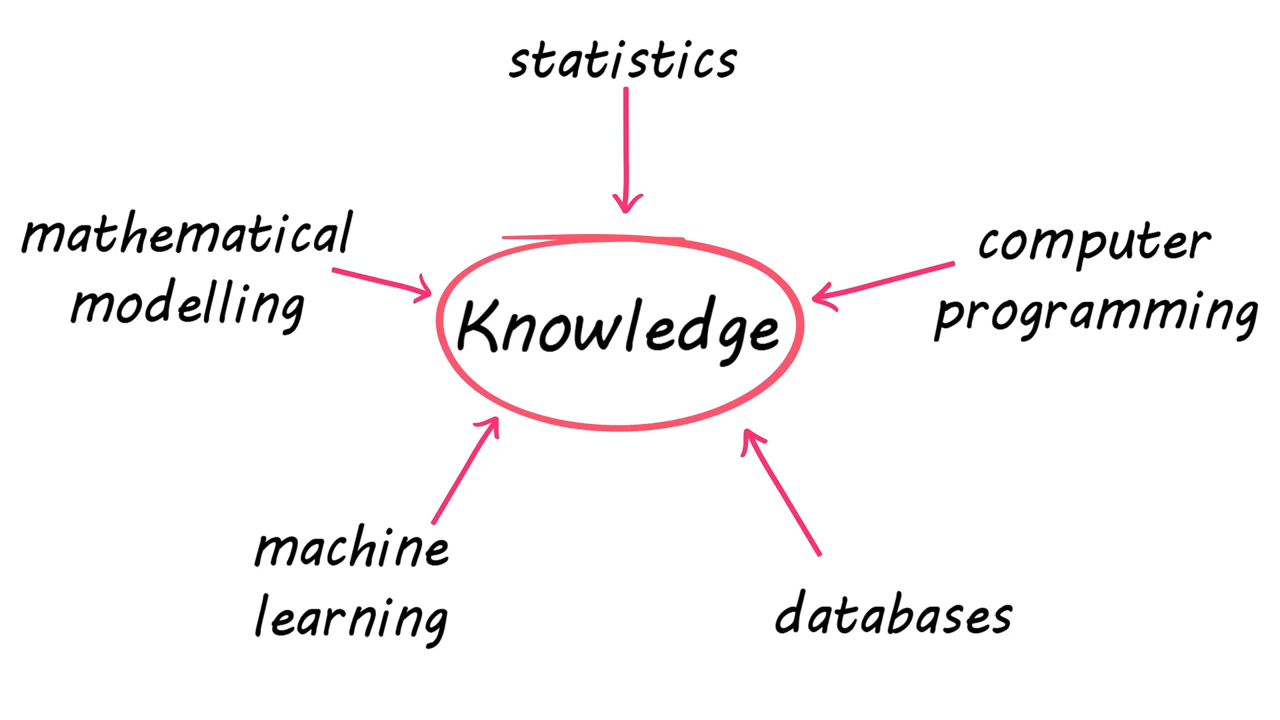 statistics
mathematical
modelling
computer
programming
Knowledge
machine
learning
databases